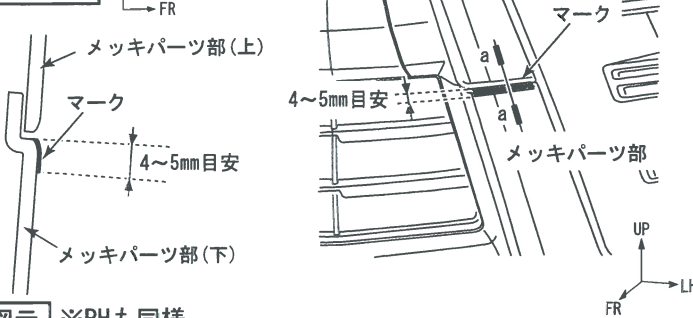 FR
メッキパーツ部(上)
マーク
4～5㎜目安
メッキパーツ部(下)
※RHも同様
マーク
a
4～5㎜目安
a
メッキパーツ部
UP
LH
FR